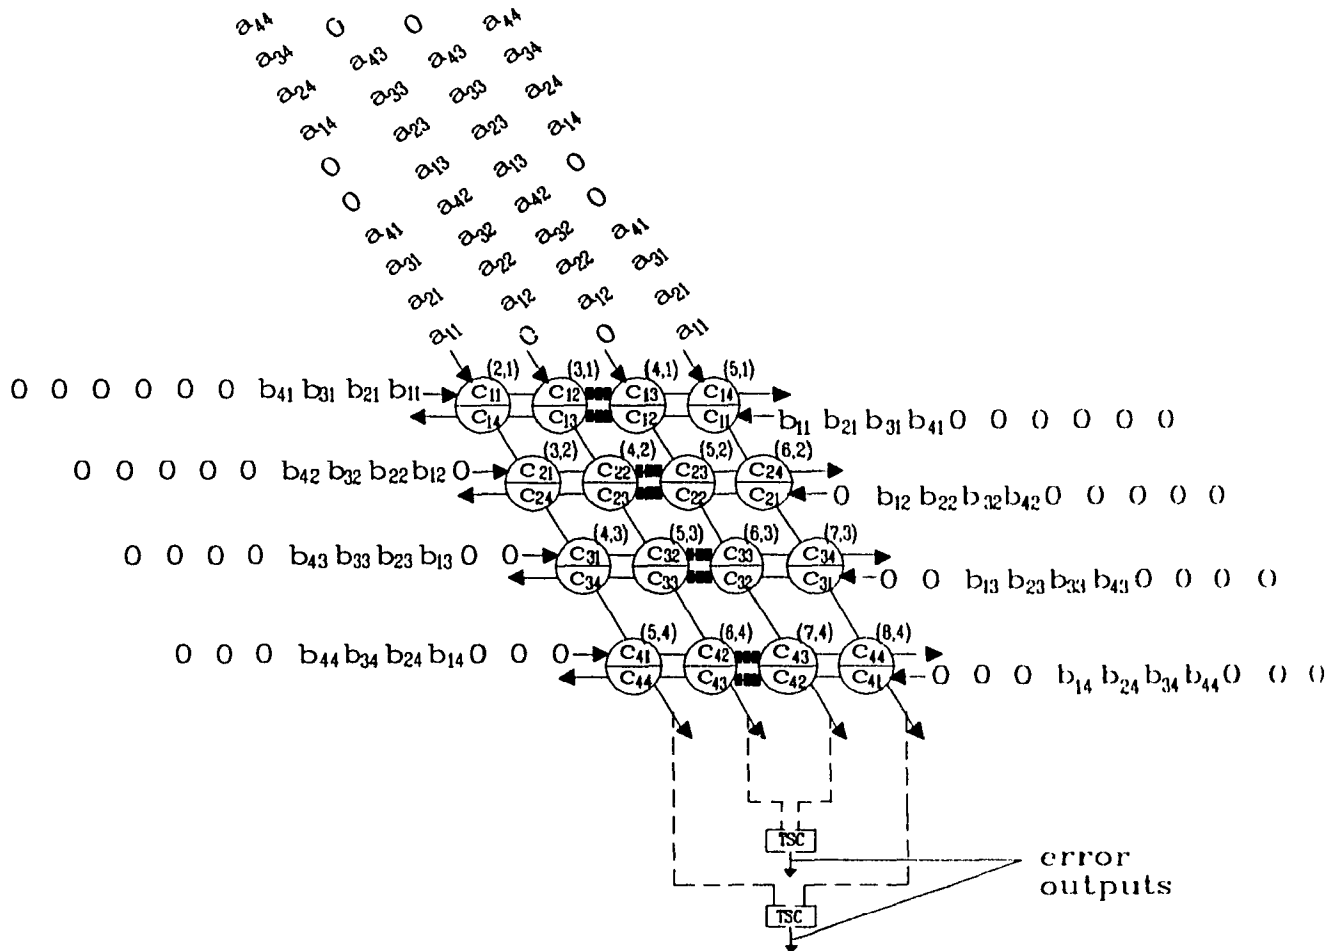 a44 0 0 a44
a34 a43 a43 a34
a24 a33 a33 a24
a14 a23 a23 a14
0 a13 a13 0
0 a42 a42 0
a41 a32 a32 a41
a31 a22 a22 a31
a21 a12 a12 a21
a11 0 0 a11
(2,1) (3,1) (4,1) (5,1)
0 0 0 0 0 0 b41 b31 b21 b11 C11 C12 C13 C14
C14 C13 C12 C11 b11 b21 b31 b41 0 0 0 0 0 0
(3,2) (4,2) (5,2) (6,2)
0 0 0 0 0 b42 b32 b22 b12 0 C21 C22 C23 C24
C24 C23 C22 C21 0 b12 b22 b32 b42 0 0 0 0 0
(4,3) (5,3) (6,3) (7,3)
0 0 0 0 b43 b33 b23 b13 0 0 C31 C32 C33 C34
C34 C33 C32 C31 0 0 b13 b23 b33 b43 0 0 0 0
(5,4) (6,4) (7,4) (8,4)
0 0 0 b44 b34 b24 b14 0 0 0 C41 C42 C43 C44
C44 C43 C42 C41 0 0 0 b14 b24 b34 b44 0 0 0
TSC
error
outputs
TSC